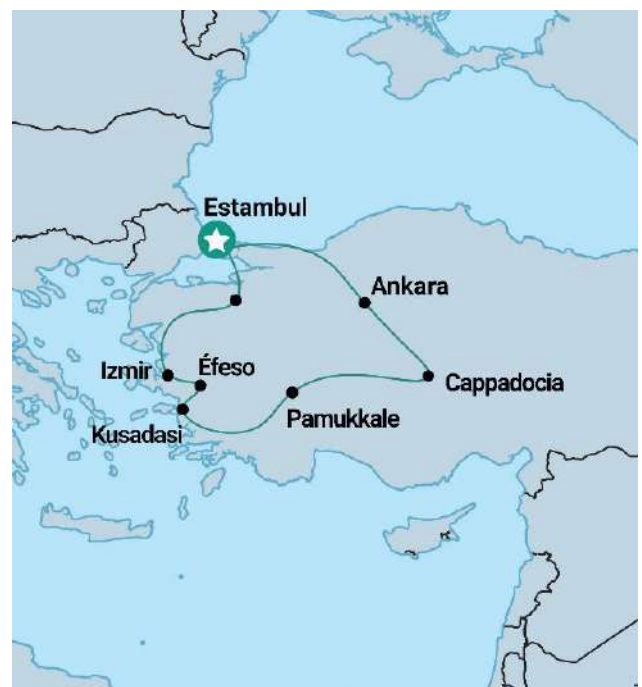 Estambul
Ankara
Izmir
Éfeso
Cappadocia
Pamukkale
Kusadasi